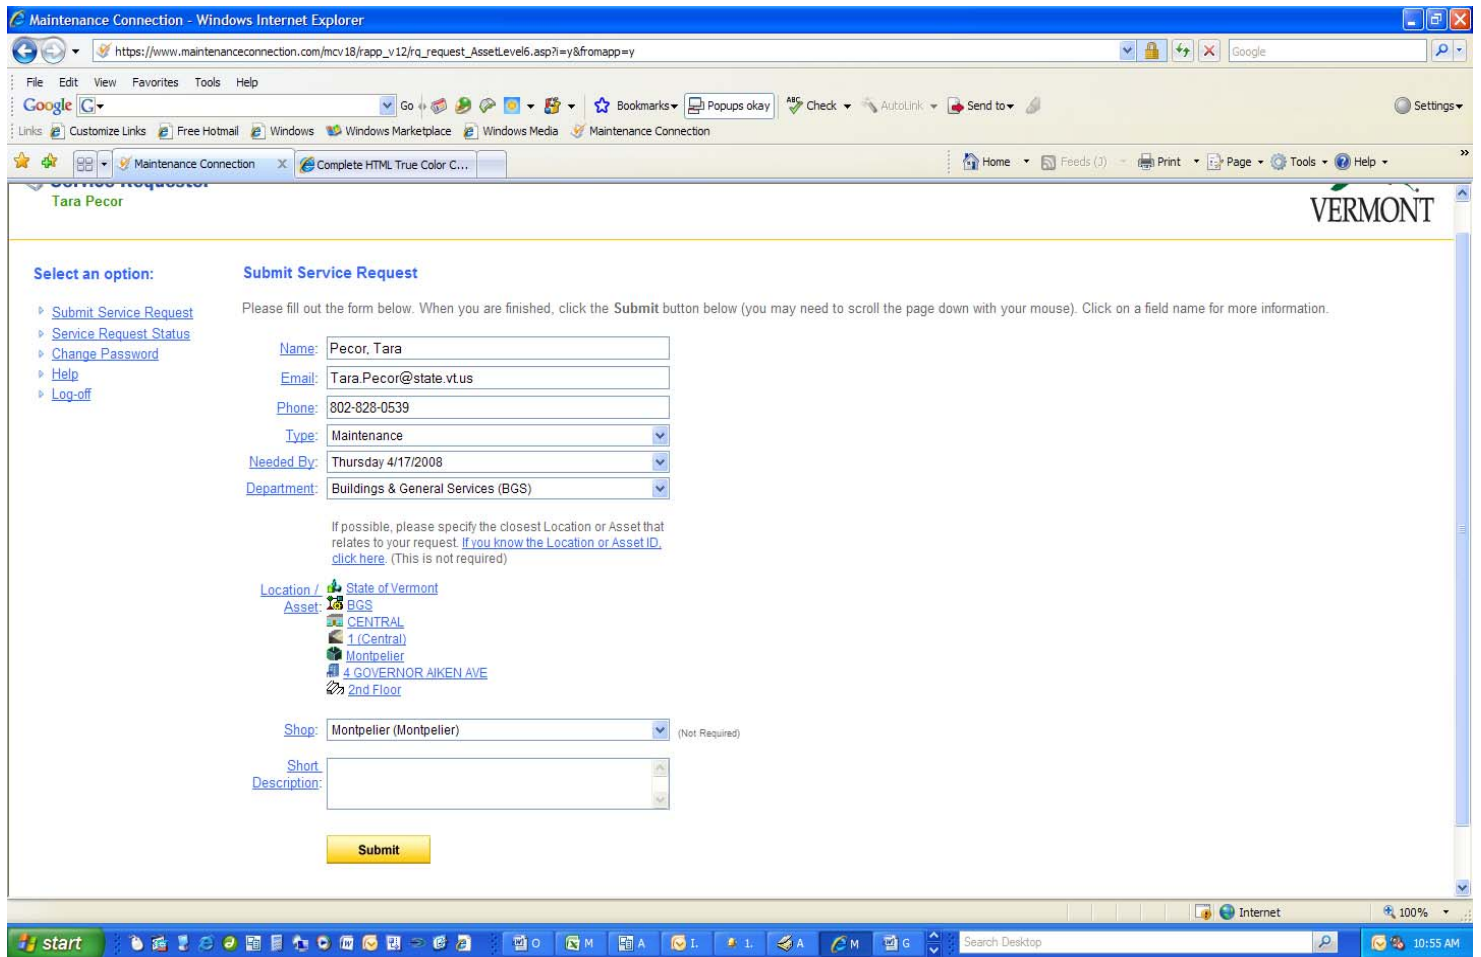 Maintenance Connection - Windows Internet Explorer
https://www.maintenanceconnection.com/mcv18/rapp_v12/rq_request_AssetLevel6.asp?i=y&fromapp=y
Google
File Edit View Favorites Tools Help
Google G Go Bookmarks Popups okay Check AutoLink Send to Settings
Links Customize Links Free Hotmail Windows Windows Marketplace Windows Media Maintenance Connection
Maintenance Connection X Complete HTML True Color C... Home Feeds (J) Print Page Tools Help »
Service Requestor
Tara Pecor
VERMONT
Select an option:
Submit Service Request
Service Request Status
Change Password
Help
Log-off
Submit Service Request
Please fill out the form below. When you are finished, click the Submit button below (you may need to scroll the page down with your mouse). Click on a field name for more information.
Name: Pecor, Tara
Email: Tara.Pecor@state.vt.us
Phone: 802-828-0539
Type: Maintenance
Needed By: Thursday 4/17/2008
Department: Buildings & General Services (BGS)
If possible, please specify the closest Location or Asset that
relates to your request. If you know the Location or Asset ID,
click here. (This is not required)
Location / State of Vermont
Asset: BGS
CENTRAL
1 (Central)
Montpelier
4 GOVERNOR AIKEN AVE
2nd Floor
Shop: Montpelier (Montpelier) (Not Required)
Short
Description:
Submit
Internet 100%
start O M A I. 1. A M G Search Desktop 10:55 AM